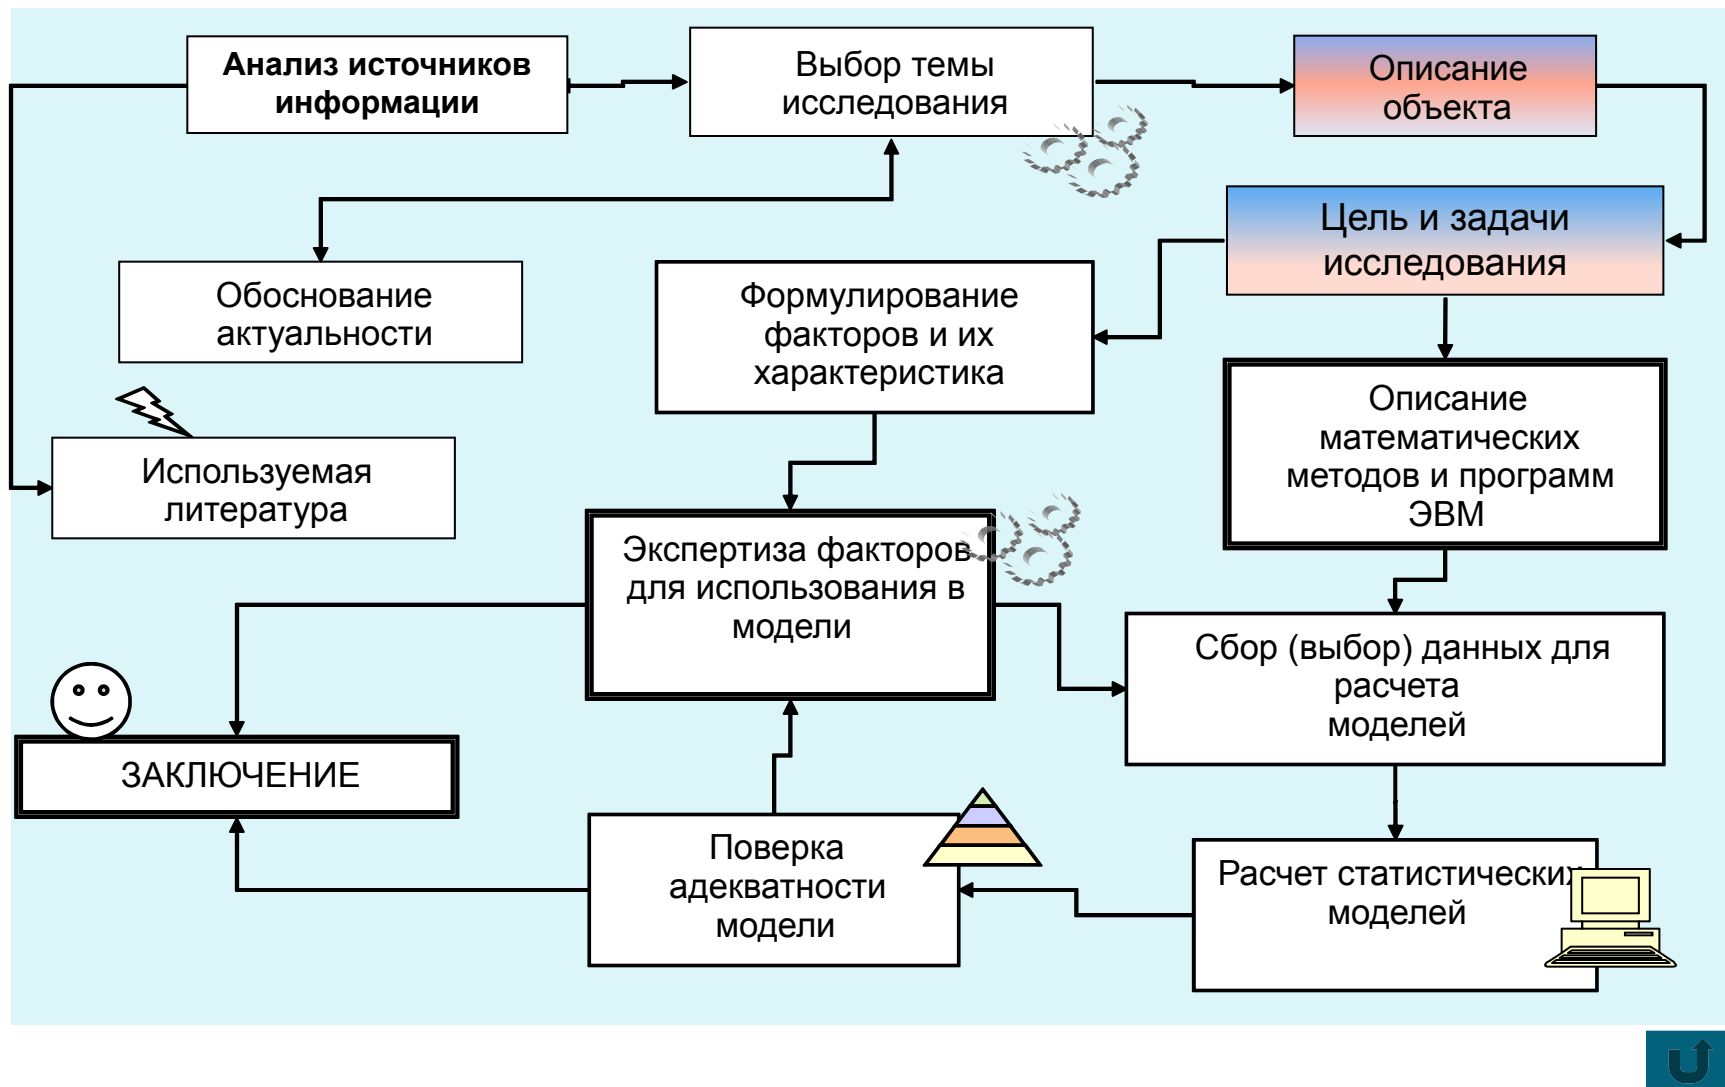 Анализ источников
информации
Выбор темы
исследования
Описание
объекта
Цель и задачи
исследования
Обоснование
актуальности
Формулирование
факторов и их
характеристика
Описание
математических
методов и программ
ЭВМ
Используемая
литература
Экспертиза факторов
для использования в
модели
Сбор (выбор) данных для
расчета
моделей
ЗАКЛЮЧЕНИЕ
Поверка
адекватности
модели
Расчет статистических
моделей